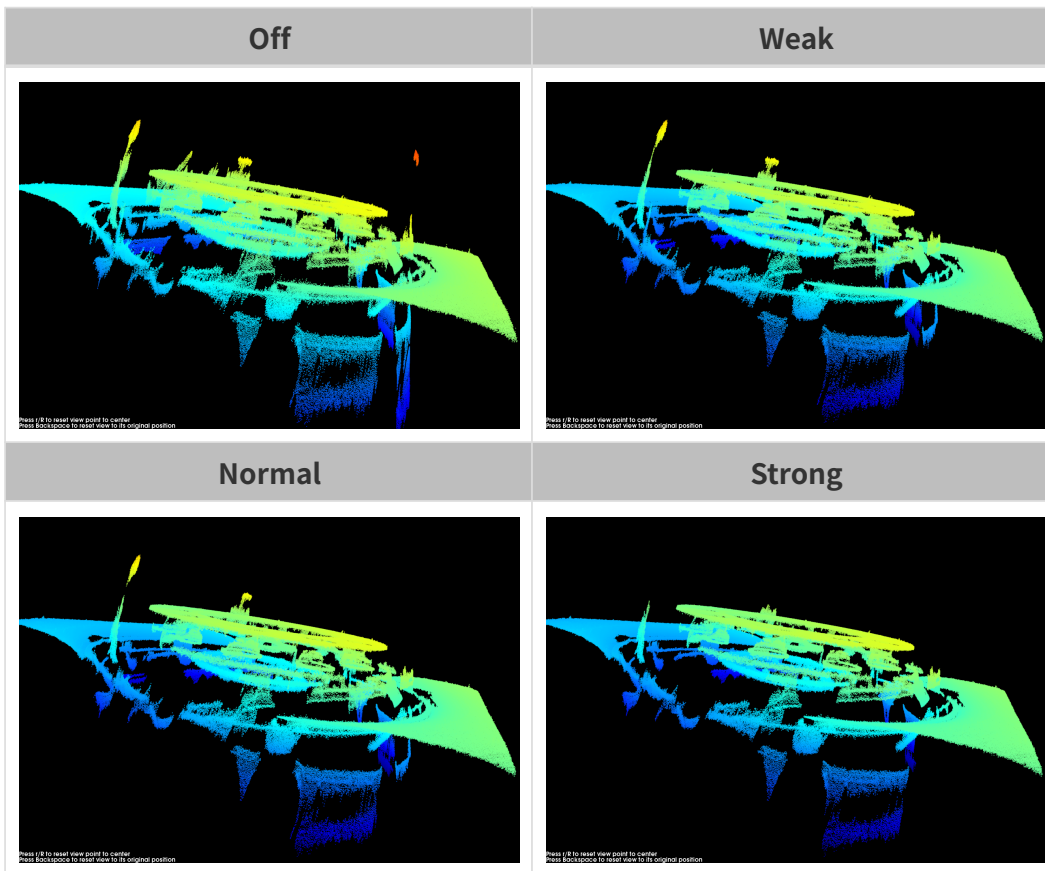 Off
Weak
Press r/R to reset view point to center
Press Backspace to reset view to its original position
Press r/R to reset view point to center
Press Backspace to reset view to its original position
Normal
Strong
Press r/R to reset view point to center
Press Backspace to reset view to its original position
Press r/R to reset view point to center
Press Backspace to reset view to its original position